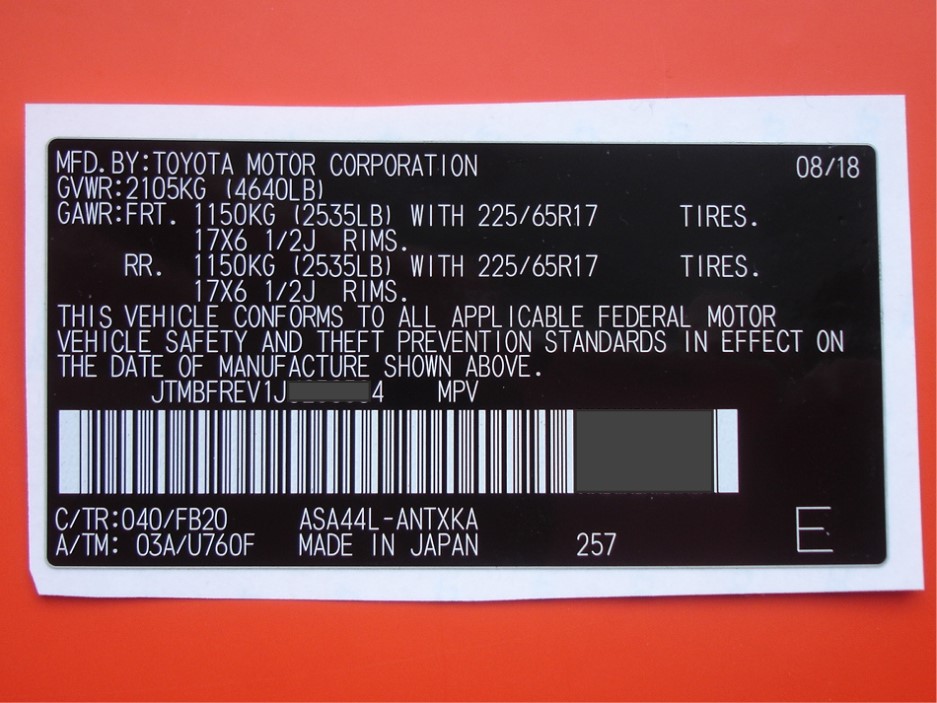 MFD.BY:TOYOTA MOTOR CORPORATION 08/18
GVWR:2105KG (4640LB)
GAWR:FRT. 1150KG (2535LB) WITH 225/65R17 TIRES.
17X6 1/2J RIMS.
RR. 1150KG (2535LB) WITH 225/65R17 TIRES.
17X6 1/2J RIMS.
THIS VEHICLE CONFORMS TO ALL APPLICABLE FEDERAL MOTOR
VEHICLE SAFETY AND THEFT PREVENTION STANDARDS IN EFFECT ON
THE DATE OF MANUFACTURE SHOWN ABOVE.
JTMBFREV1J 4 MPV
C/TR:040/FB20 ASA44L-ANTXKA
A/TM: 03A/U760F MADE IN JAPAN 257 E